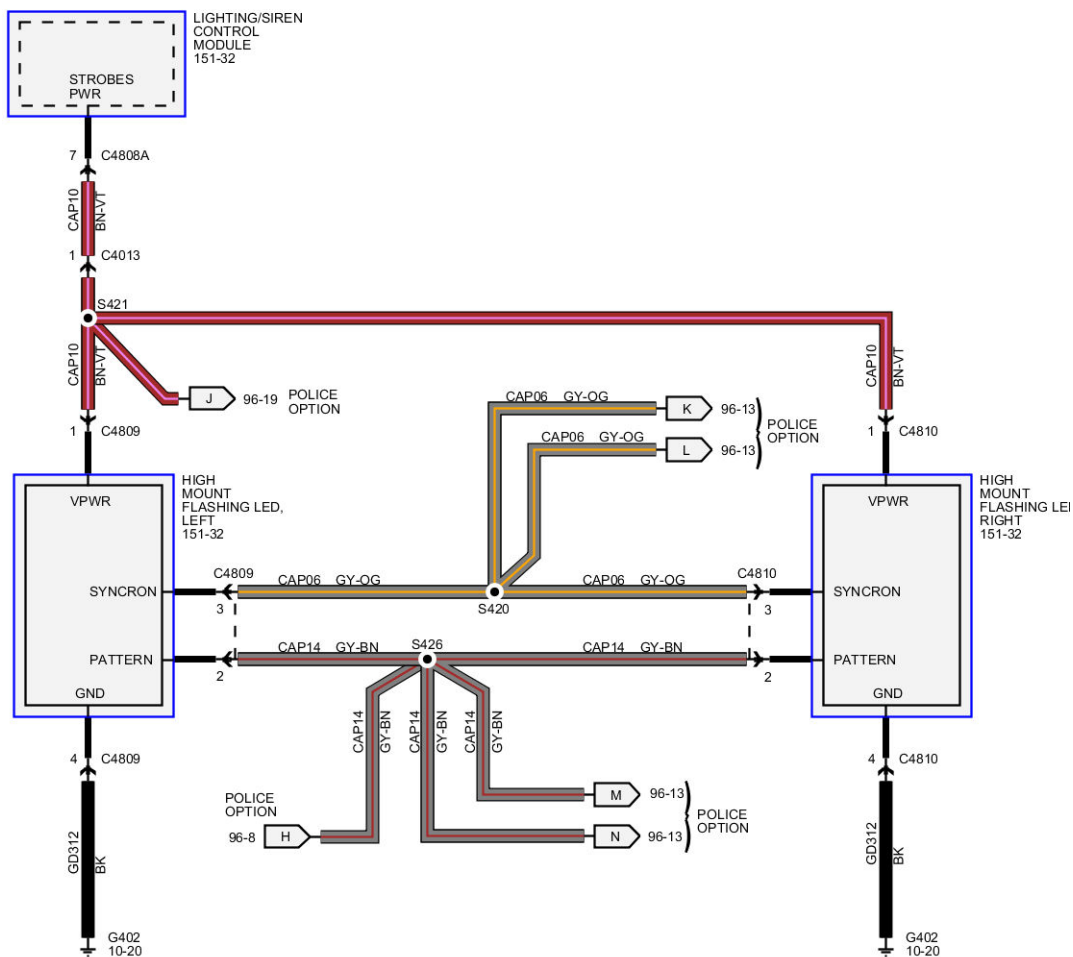 LIGHTING/SIREN
CONTROL
MODULE
151-32
STROBES
PWR
7 C4808A
CAP10
BN-VT
1 C4013
S421
CAP10
BN-VT
CAP10
BN-VT
J 96-19 POLICE
OPTION
CAP06 GY-OG
K 96-13
CAP06 GY-OG
L 96-13
POLICE
OPTION
1 C4809
1 C4810
HIGH
MOUNT
FLASHING LED,
LEFT
151-32
VPWR
HIGH
MOUNT
FLASHING LE
RIGHT
151-32
VPWR
C4809
CAP06 GY-OG
CAP06 GY-OG
C4810
SYNCRON
3
S420
3
SYNCRON
S426
CAP14 GY-BN
CAP14 GY-BN
PATTERN
2
2
PATTERN
GND
GND
CAP14
GY-BN
CAP14
GY-BN
CAP14
GY-BN
4 C4809
4 C4810
POLICE
OPTION
96-8 H
M 96-13
N 96-13
POLICE
OPTION
GD312
BK
GD312
BK
G402
10-20
G402
10-20